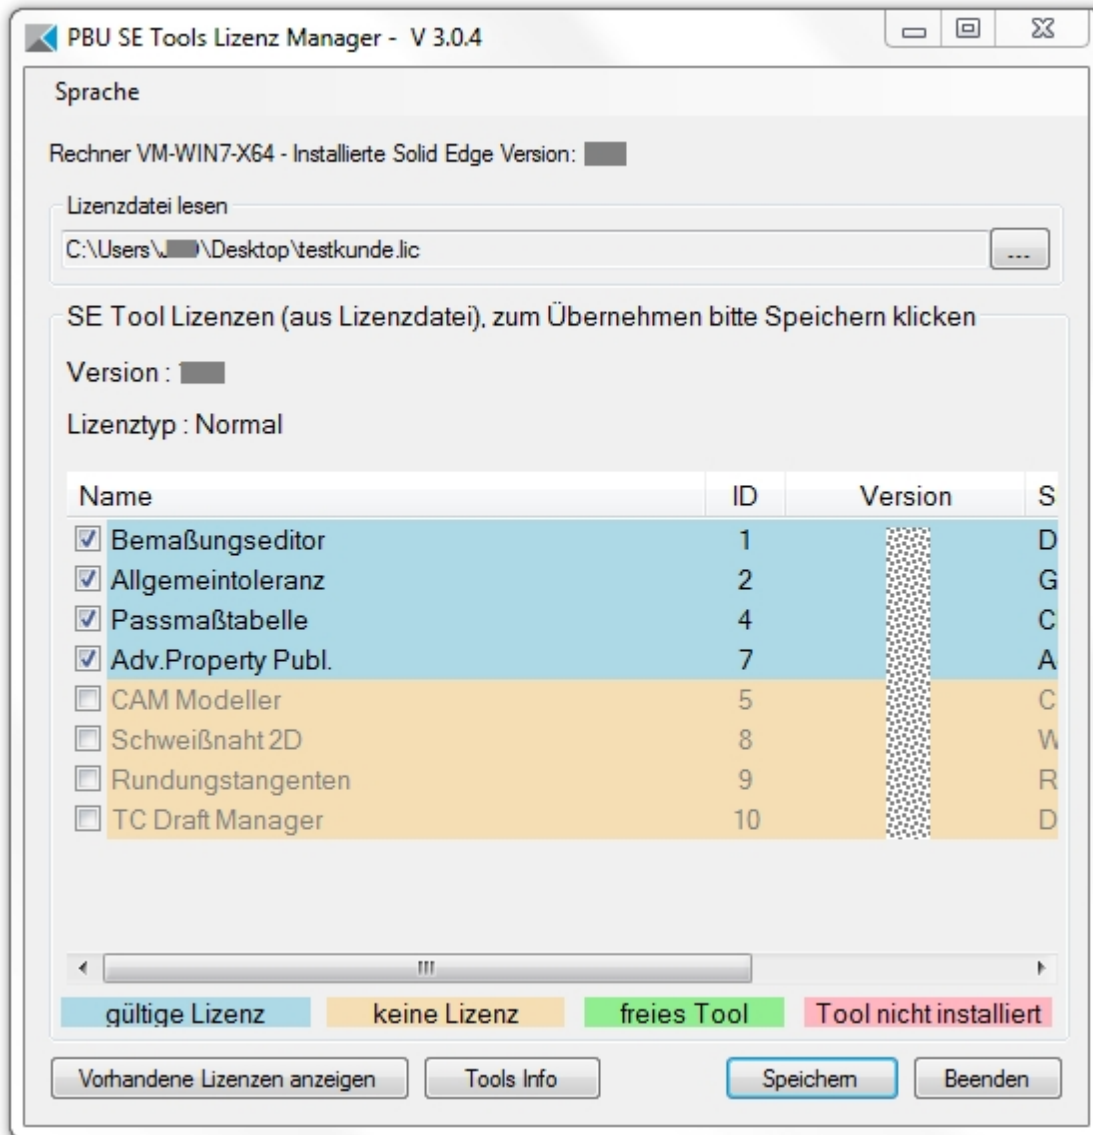 PBU SE Tools Lizenz Manager - V 3.0.4
Sprache
Rechner VM-WIN7-X64 - Installierte Solid Edge Version:
Lizenzdatei lesen
C:\Users\ \Desktop\testkunde.lic ...
SE Tool Lizenzen (aus Lizenzdatei), zum Übernehmen bitte Speichern klicken
Version :
Lizenztyp : Normal
Name ID Version S
Bemaßungseditor 1 D
Allgemeintoleranz 2 G
Passmaßtabelle 4 C
Adv.Property Publ. 7 A
CAM Modeller 5 C
Schweißnaht 2D 8 W
Rundungstangenten 9 R
TC Draft Manager 10 D
gültige Lizenz keine Lizenz freies Tool Tool nicht installiert
Vorhandene Lizenzen anzeigen Tools Info Speichern Beenden